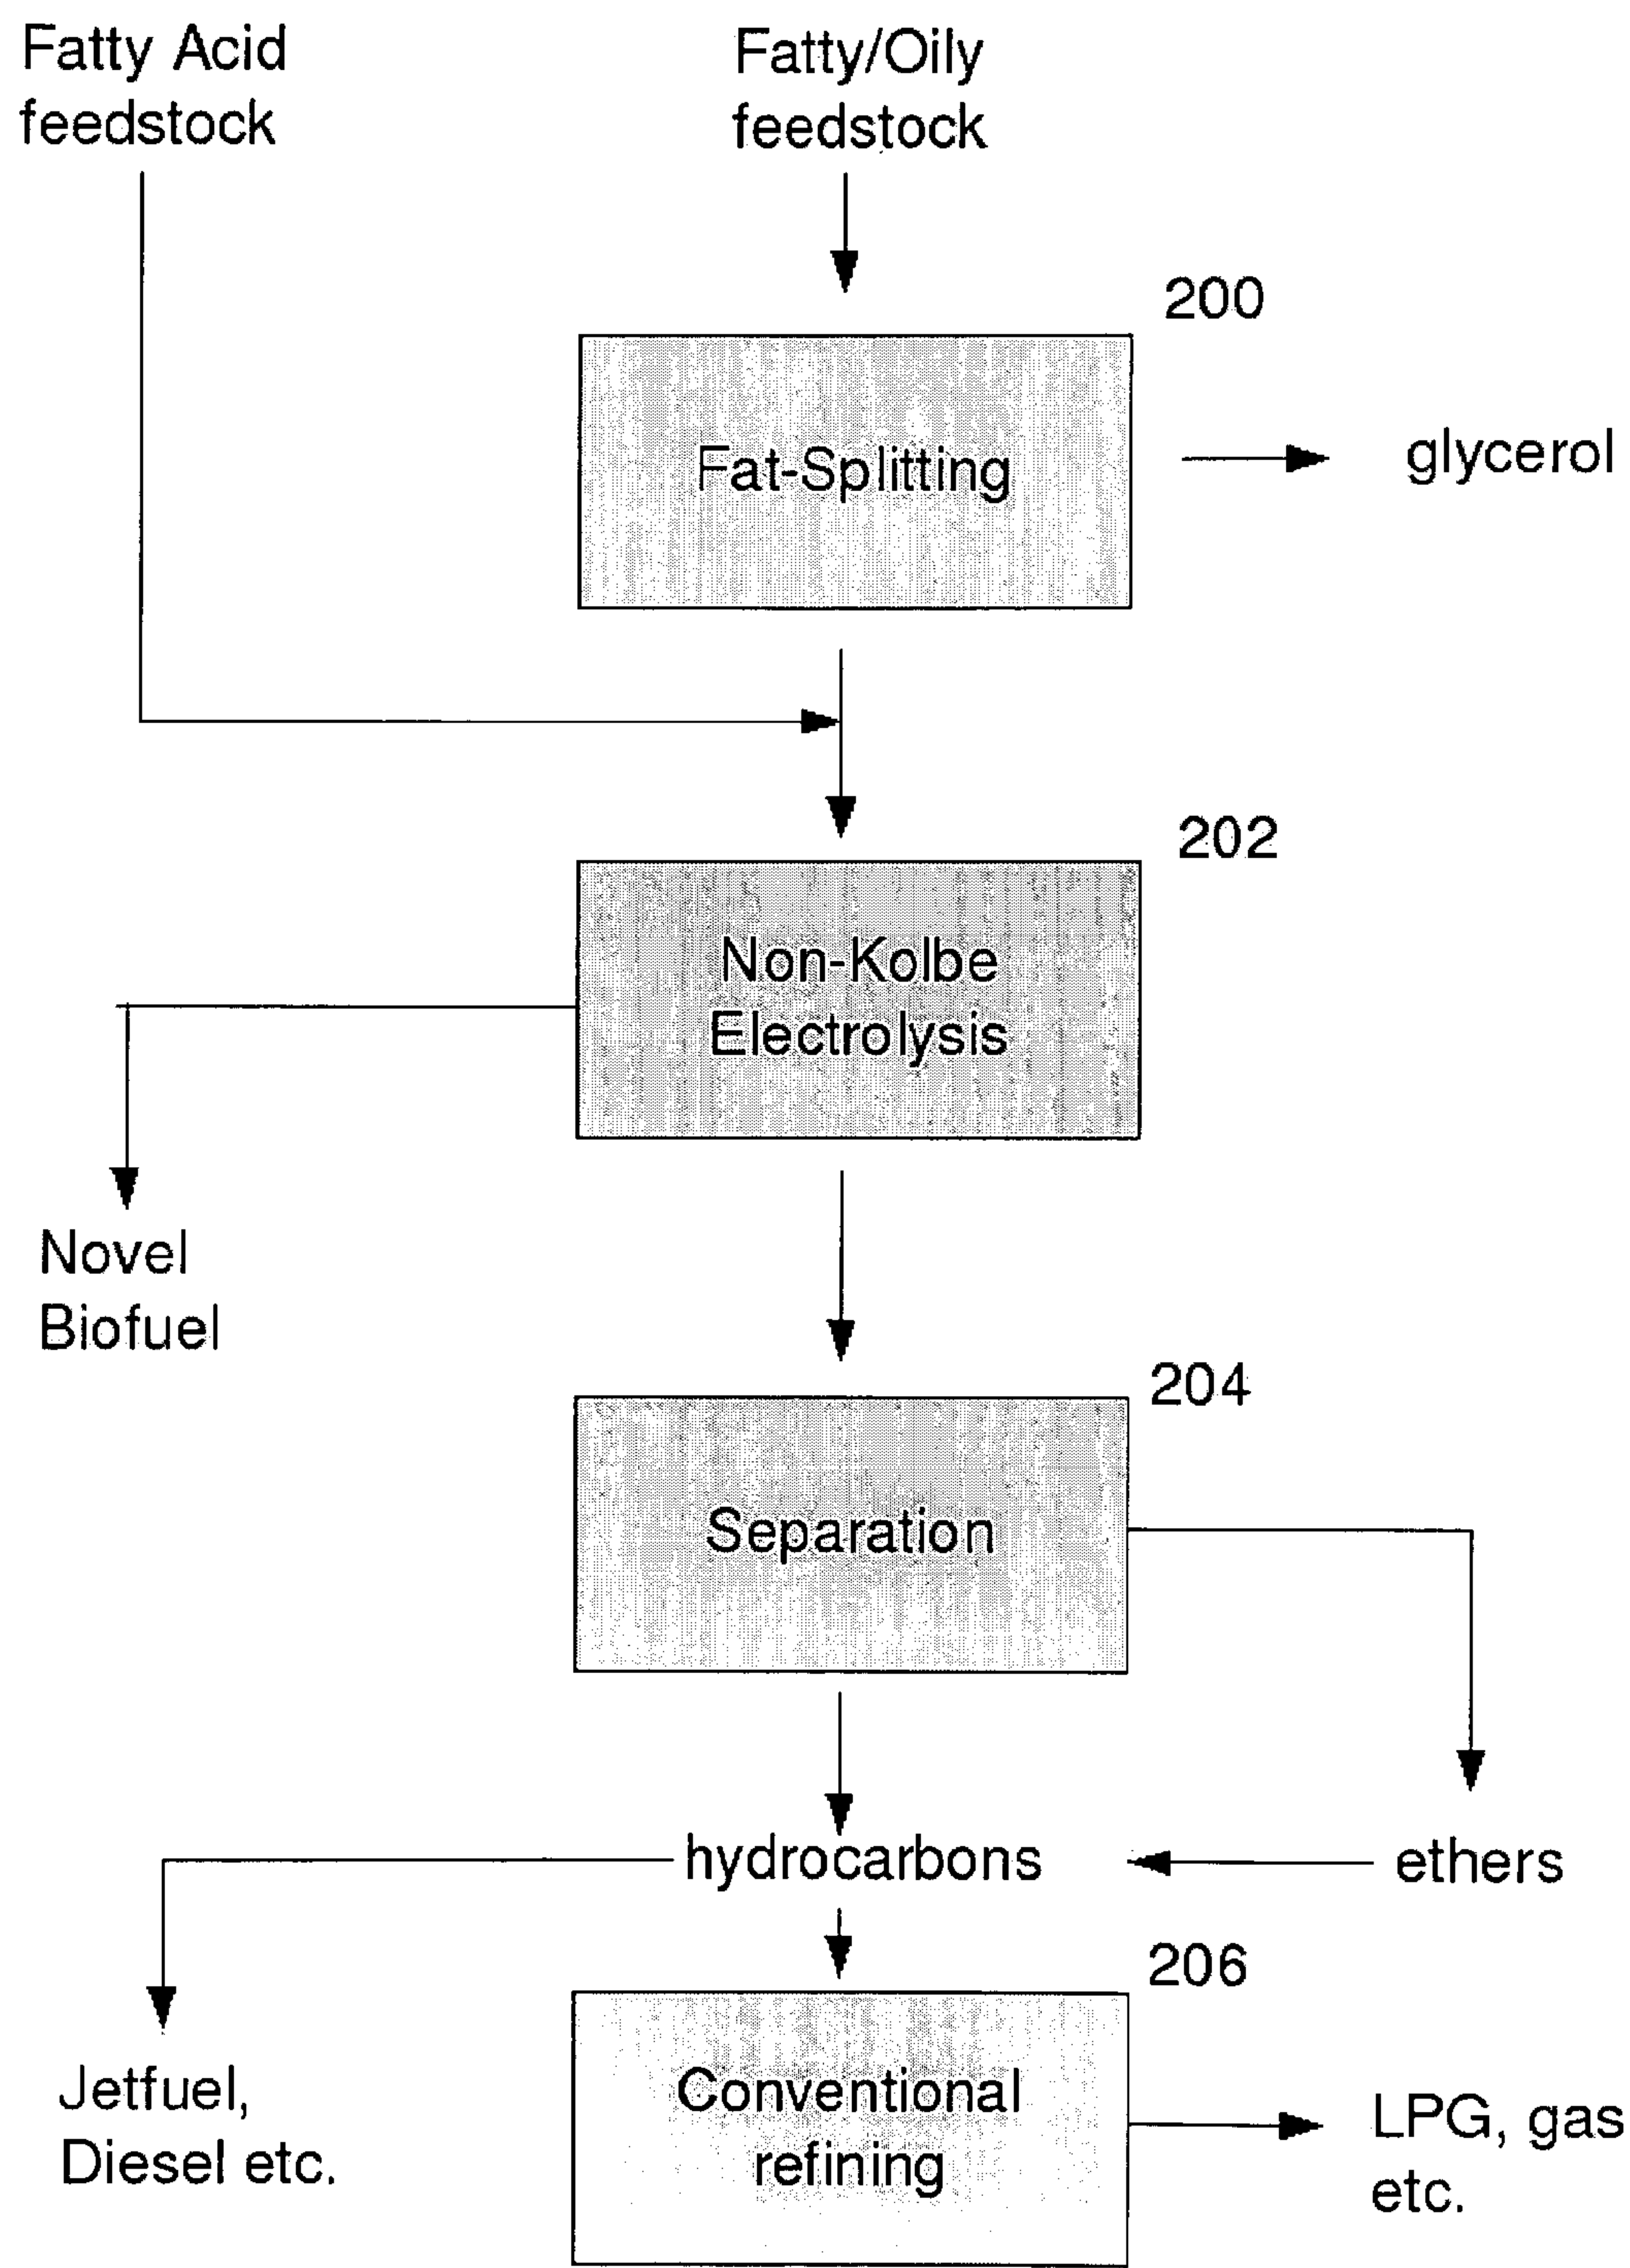 Fatty Acid
feedstock
Fatty/Oily
feedstock
200
Fat-Splitting
glycerol
202
Non-Kolbe
Electrolysis
Novel
Biofuel
204
Separation
hydrocarbons
ethers
206
Jetfuel,
Diesel etc.
Conventional
refining
LPG, gas
etc.